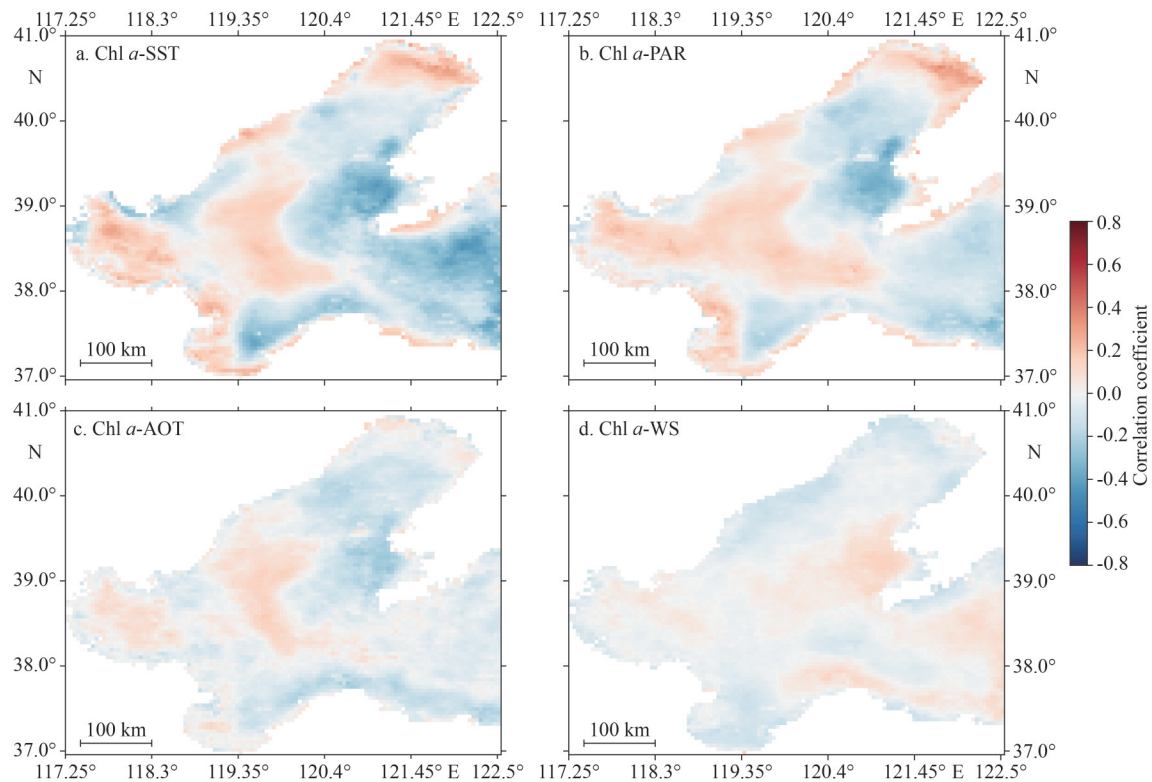 117.25° 118.3° 119.35° 120.4° 121.45° E 122.5° 117.25° 118.3° 119.35° 120.4° 121.45° E 122.5°
41.0° a. Chl a-SST b. Chl a-PAR 41.0°
N N
40.0° 40.0°
39.0° 39.0°
38.0° 38.0°
100 km 100 km
37.0° 37.0°
41.0° c. Chl a-AOT d. Chl a-WS 41.0°
N N
40.0° 40.0°
39.0° 39.0°
38.0° 38.0°
100 km 100 km
37.0° 37.0°
117.25° 118.3° 119.35° 120.4° 121.45° E 122.5° 117.25° 118.3° 119.35° 120.4° 121.45° E 122.5°
0.8
0.6
0.4
0.2
0.0
-0.2
-0.4
-0.6
-0.8
Correlation coefficient